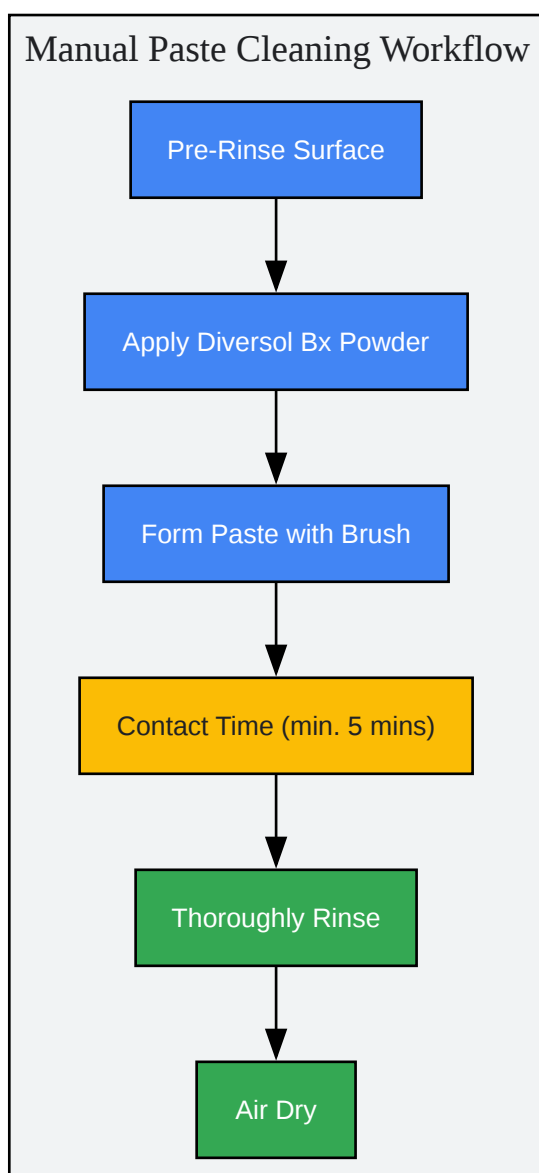 Manual Paste Cleaning Workflow
Pre-Rinse Surface
Apply Diversol Bx Powder
Form Paste with Brush
Contact Time (min. 5 mins)
Thoroughly Rinse
Air Dry